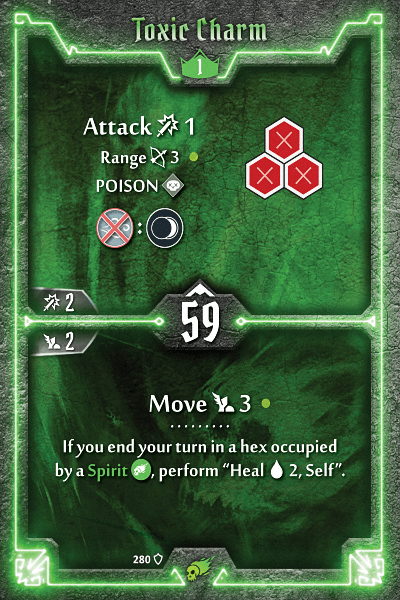 Toxic Charm
1
Attack 1
Range 3
POISON
:
2
59
2
Move 3
If you end your turn in a hex occupied
by a Spirit , perform “Heal 2, Self”.
280